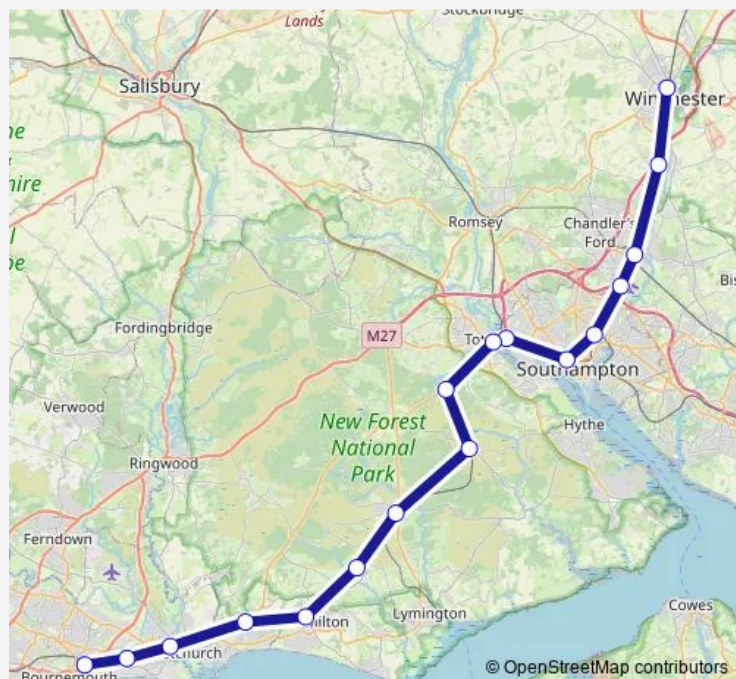 Stockbridge
Lands
Salisbury
Winchester
Romsey
Chandler's
Ford
Fordingbridge
M27
Southampton
Verwood
New Forest
National
Park
Hythe
Ringwood
Ferndown
Lymington
Cowes
Bournemouth
© OpenStreetMap contributors